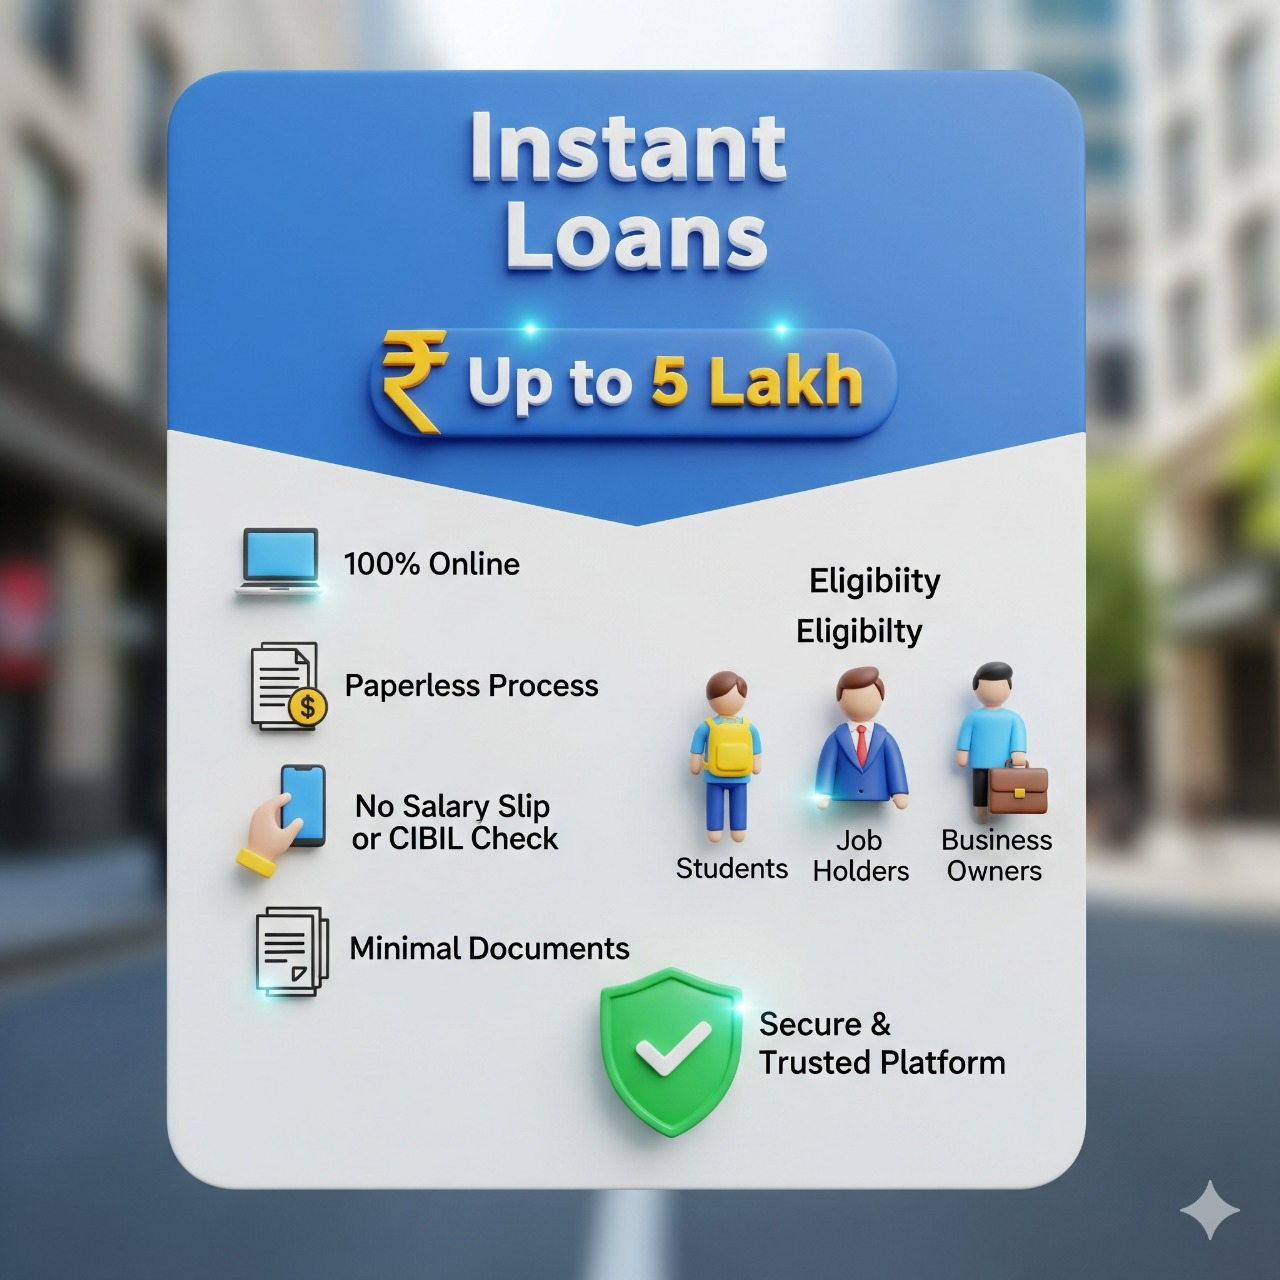 Instant
Loans
₹ Up to 5 Lakh
100% Online
Paperless Process
$
No Salary Slip
or CIBIL Check
Minimal Documents
Eligibiity
Eligibilty
Students
Job
Holders
Business
Owners
Secure &
Trusted Platform